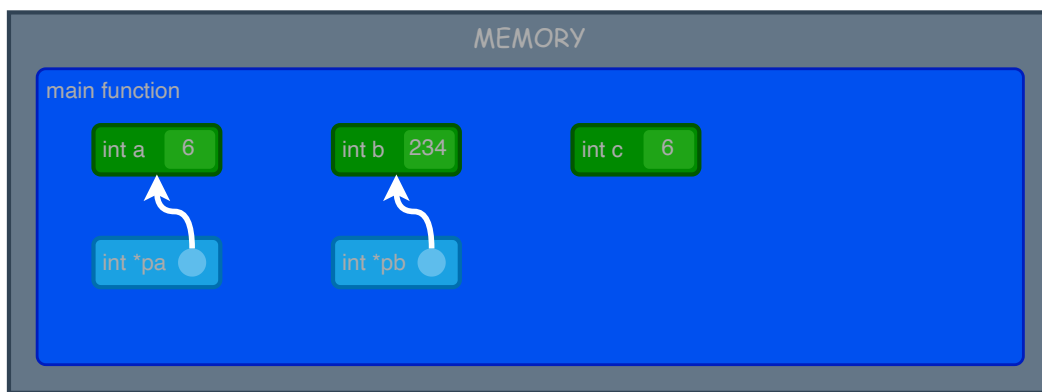 MEMORY
main function
int a 6
int b 234
int c 6
int *pa
int *pb